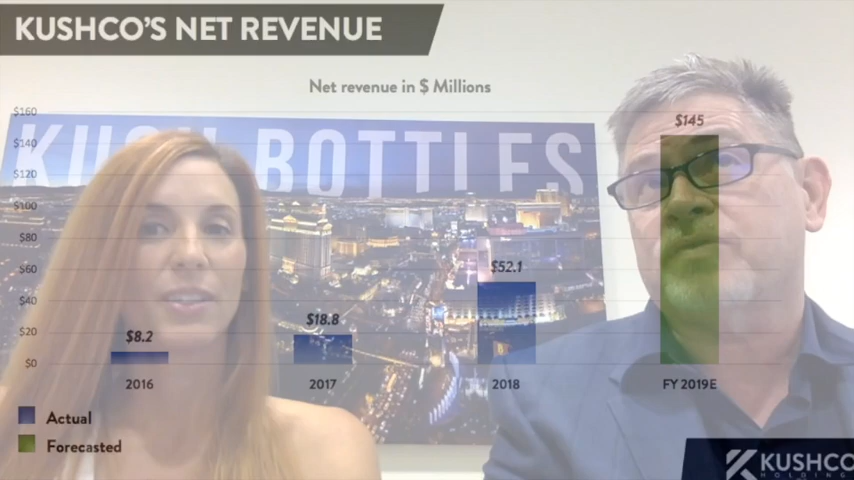 KUSHCO'S NET REVENUE
Net revenue in $ Millions
$160
$140
$120
$100
$80
$60
$40
$20
$0
$8.2
$18.8
$52.1
$145
2016
2017
2018
FY 2019E
Actual
Forecasted
KUSH BOTTLES
KUSHCO
HOLDINGS